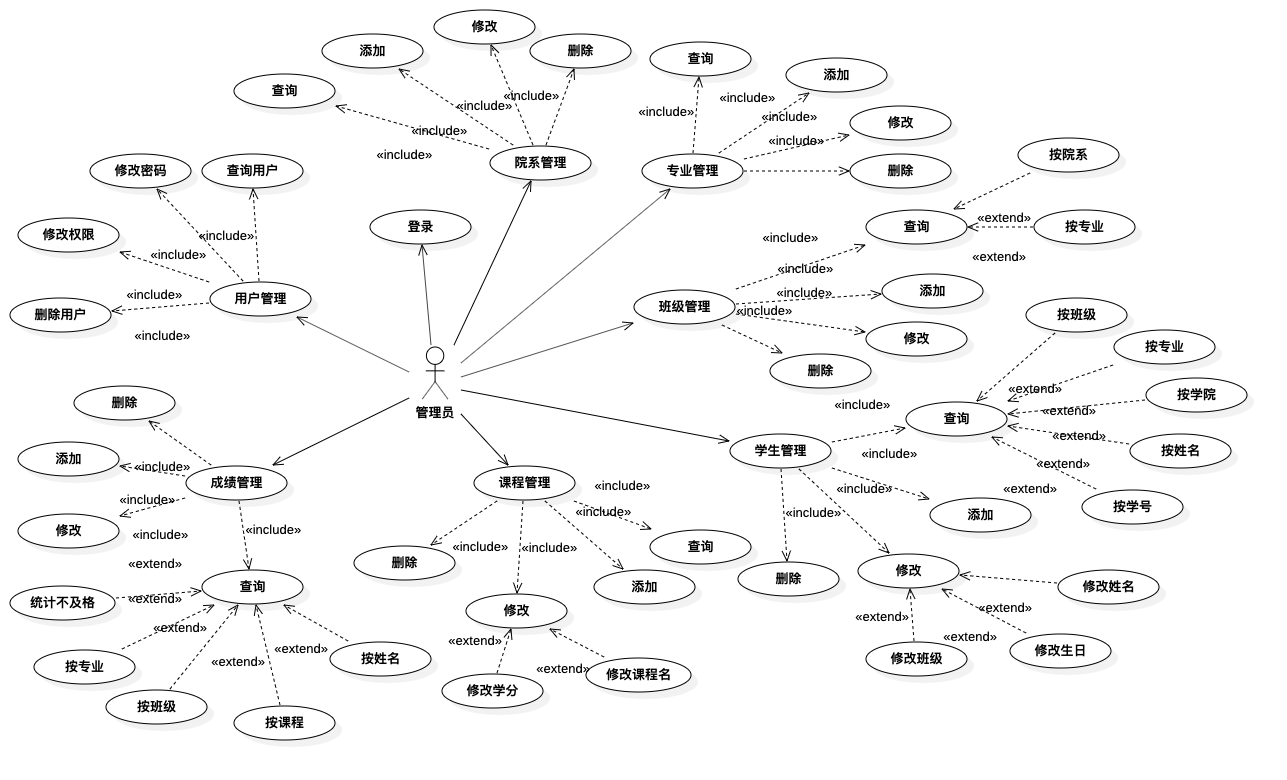 修改
添加
删除
查询
查询
添加
«include»
«include»
«include»
«include»
«include»
修改
«include»
«include»
«include»
«include»
院系管理
专业管理
删除
按院系
修改密码
查询用户
登录
查询
«extend»
按专业
修改权限
«include»
«include»
«extend»
«include»
«include»
用户管理
«include»
«include»
添加
删除用户
«include»
班级管理
«include»
按班级
修改
按专业
删除
管理员
«extend»
按学院
删除
«include»
查询
«extend»
«extend»
按姓名
添加
«include»
成绩管理
学生管理
«include»
«extend»
课程管理
«include»
«include»
«extend»
按学号
«include»
«include»
«include»
添加
修改
«include»
«include»
«include»
«include»
查询
«extend»
删除
添加
删除
修改
修改姓名
查询
统计不及格
«extend»
修改
«extend»
«extend»
«extend»
«extend»
«extend»
«extend»
«extend»
按专业
按姓名
«extend»
修改课程名
修改班级
修改生日
修改学分
按班级
按课程